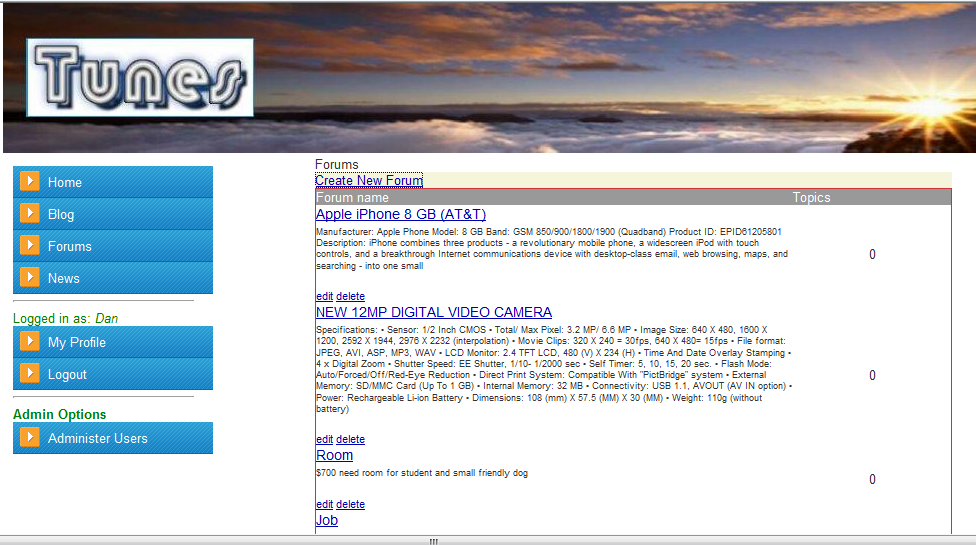 Tunes
Home
Blog
Forums
News
Logged in as: Dan
My Profile
Logout
Admin Options
Administer Users
Forums
Create New Forum
Forum name Topics
Apple iPhone 8 GB (AT&T)
Manufacturer: Apple Phone Model: 8 GB Band: GSM 850/900/1800/1900 (Quadband) Product ID: EPID61205801
Description: iPhone combines three products - a revolutionary mobile phone, a widescreen iPod with touch
controls, and a breakthrough Internet communications device with desktop-class email, web browsing, maps, and
searching - into one small
0
edit delete
NEW 12MP DIGITAL VIDEO CAMERA
Specifications: • Sensor: 1/2 Inch CMOS • Total/ Max Pixel: 3.2 MP/ 6.6 MP • Image Size: 640 X 480, 1600 X
1200, 2592 X 1944, 2976 X 2232 (interpolation) • Movie Clips: 320 X 240 = 30fps, 640 X 480= 15fps • File format:
JPEG, AVI, ASP, MP3, WAV • LCD Monitor: 2.4 TFT LCD, 480 (V) X 234 (H) • Time And Date Overlay Stamping •
4 x Digital Zoom • Shutter Speed: EE Shutter, 1/10- 1/2000 sec • Self Timer: 5, 10, 15, 20 sec. • Flash Mode:
Auto/Forced/Off/Red-Eye Reduction • Direct Print System: Compatible With "PictBridge" system • External
Memory: SD/MMC Card (Up To 1 GB) • Internal Memory: 32 MB • Connectivity: USB 1.1, AVOUT (AV IN option) •
Power: Rechargeable Li-ion Battery • Dimensions: 108 (mm) X 57.5 (MM) X 30 (MM) • Weight: 110g (without
battery)
0
edit delete
Room
$700 need room for student and small friendly dog
0
edit delete
Job